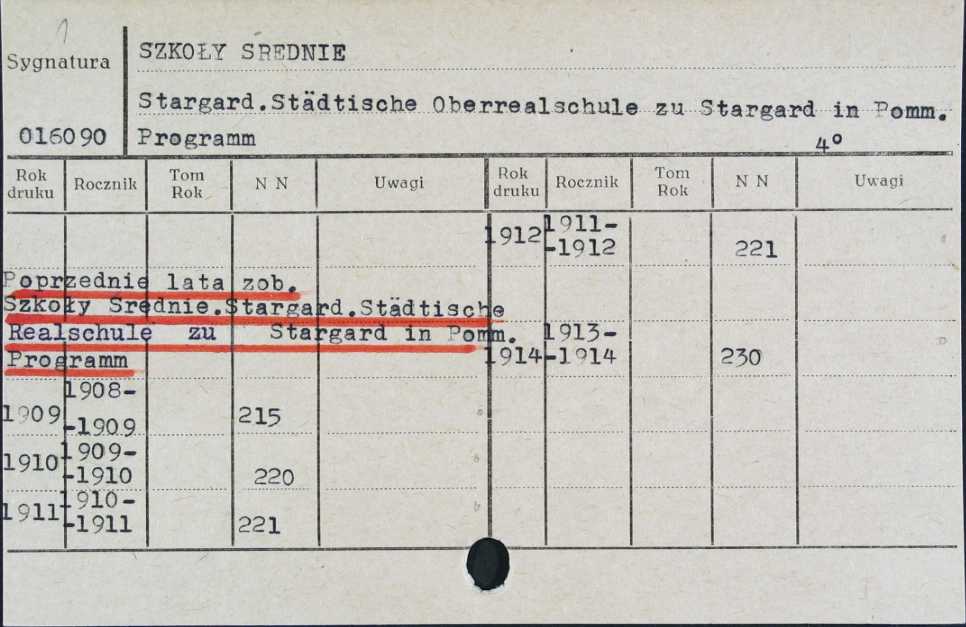 Sygnatura
SZKOŁY SREDNIE
Stargard.Städtische Oberrealschule zu Stargard in Pomm.
016090 Programm 4°
Rok druku Rocznik Tom Rok N N Uwagi Rok druku Rocznik Tom Rok N N Uwagi
1912 1911-
-1912 221
Poprzednie lata zob.
Szkoły Srednie.Stargard.Städtische
Realschule zu Stargard in Pomm.
Programm
1913-
1914 -1914 230
1908-
1909 -1909 215
1909-
1910 -1910 220
1910-
1911 -1911 221